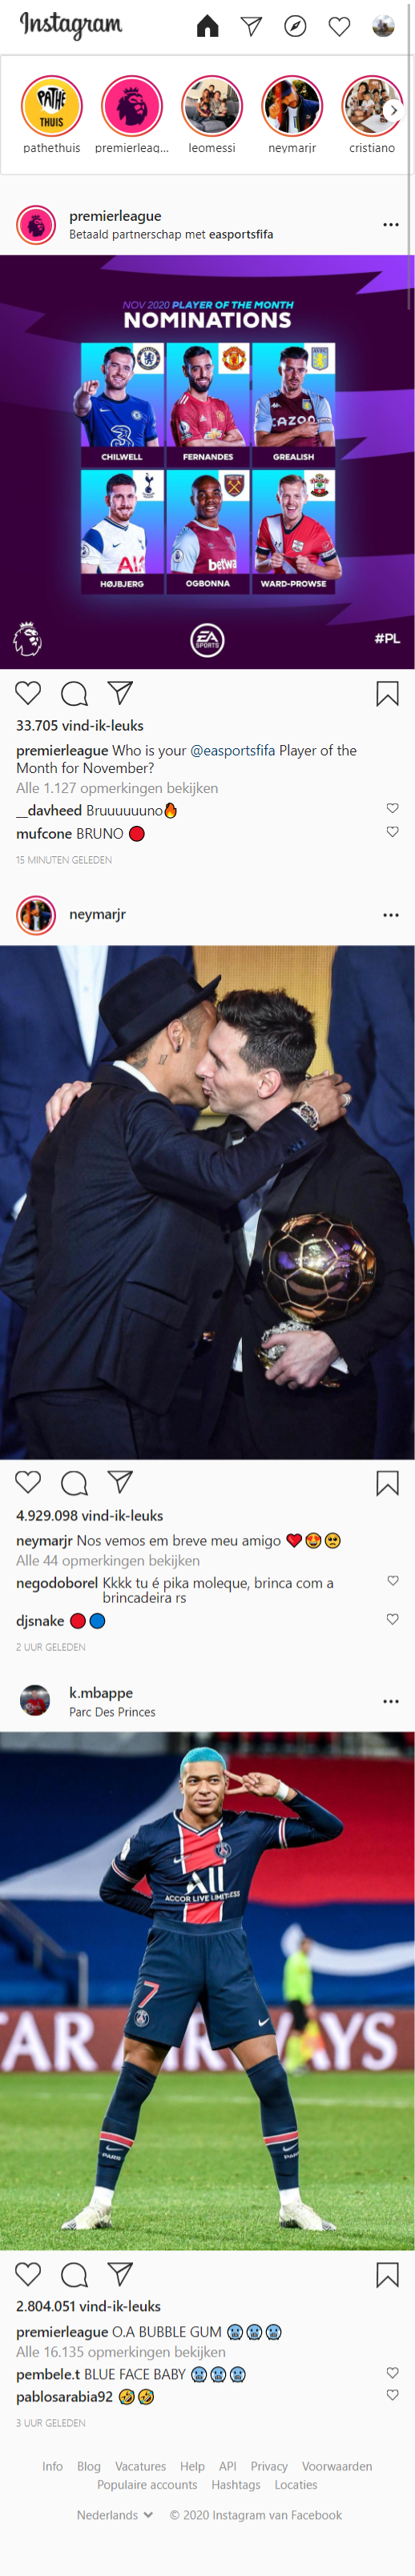 Instagram
PATHÉ
THUIS
pathethuis premierleag... leomessi neymarjr cristiano
premierleague
Betaald partnerschap met easportsfifa
NOV 2020 PLAYER OF THE MONTH
NOMINATIONS
CHILWELL FERNANDES GREALISH
CAZOO
betway
HØJBJERG OGBONNA WARD-PROWSE
EA
SPORTS
#PL
33.705 vind-ik-leuks
premierleague Who is your @easportsfifa Player of the
Month for November?
Alle 1.127 opmerkingen bekijken
__davheed Bruuuuuuno🔥
mufcone BRUNO 🔴
15 MINUTEN GELEDEN
neymarjr
4.929.098 vind-ik-leuks
neymarjr Nos vemos em breve meu amigo ❤️😍🥺
Alle 44 opmerkingen bekijken
negodoborel Kkkk tu é pika moleque, brinca com a
brincadeira rs
djsnake 🔴🔵
2 UUR GELEDEN
k.mbappe
Parc Des Princes
ALL
ACCOR LIVE LIMITLESS
7
PARIS PARIS
2.804.051 vind-ik-leuks
premierleague O.A BUBBLE GUM 🥶🥶🥶
Alle 16.135 opmerkingen bekijken
pembele.t BLUE FACE BABY 🥶🥶🥶
pablosarabia92 🤣🤣
3 UUR GELEDEN
Info Blog Vacatures Help API Privacy Voorwaarden
Populaire accounts Hashtags Locaties
Nederlands © 2020 Instagram van Facebook